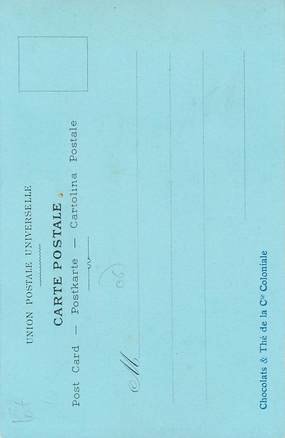 UNION POSTALE UNIVERSELLE
CARTE POSTALE
Post Card — Postkarte — Cartolina Postale
M
Chocolats & Thé de la Cie Coloniale